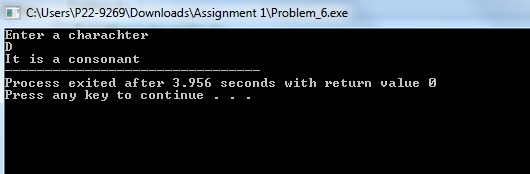 C:\Users\P22-9269\Downloads\Assignment 1\Problem_6.exe
Enter a charachter
D
It is a consonant
--------------------------------
Process exited after 3.956 seconds with return value 0
Press any key to continue . . .